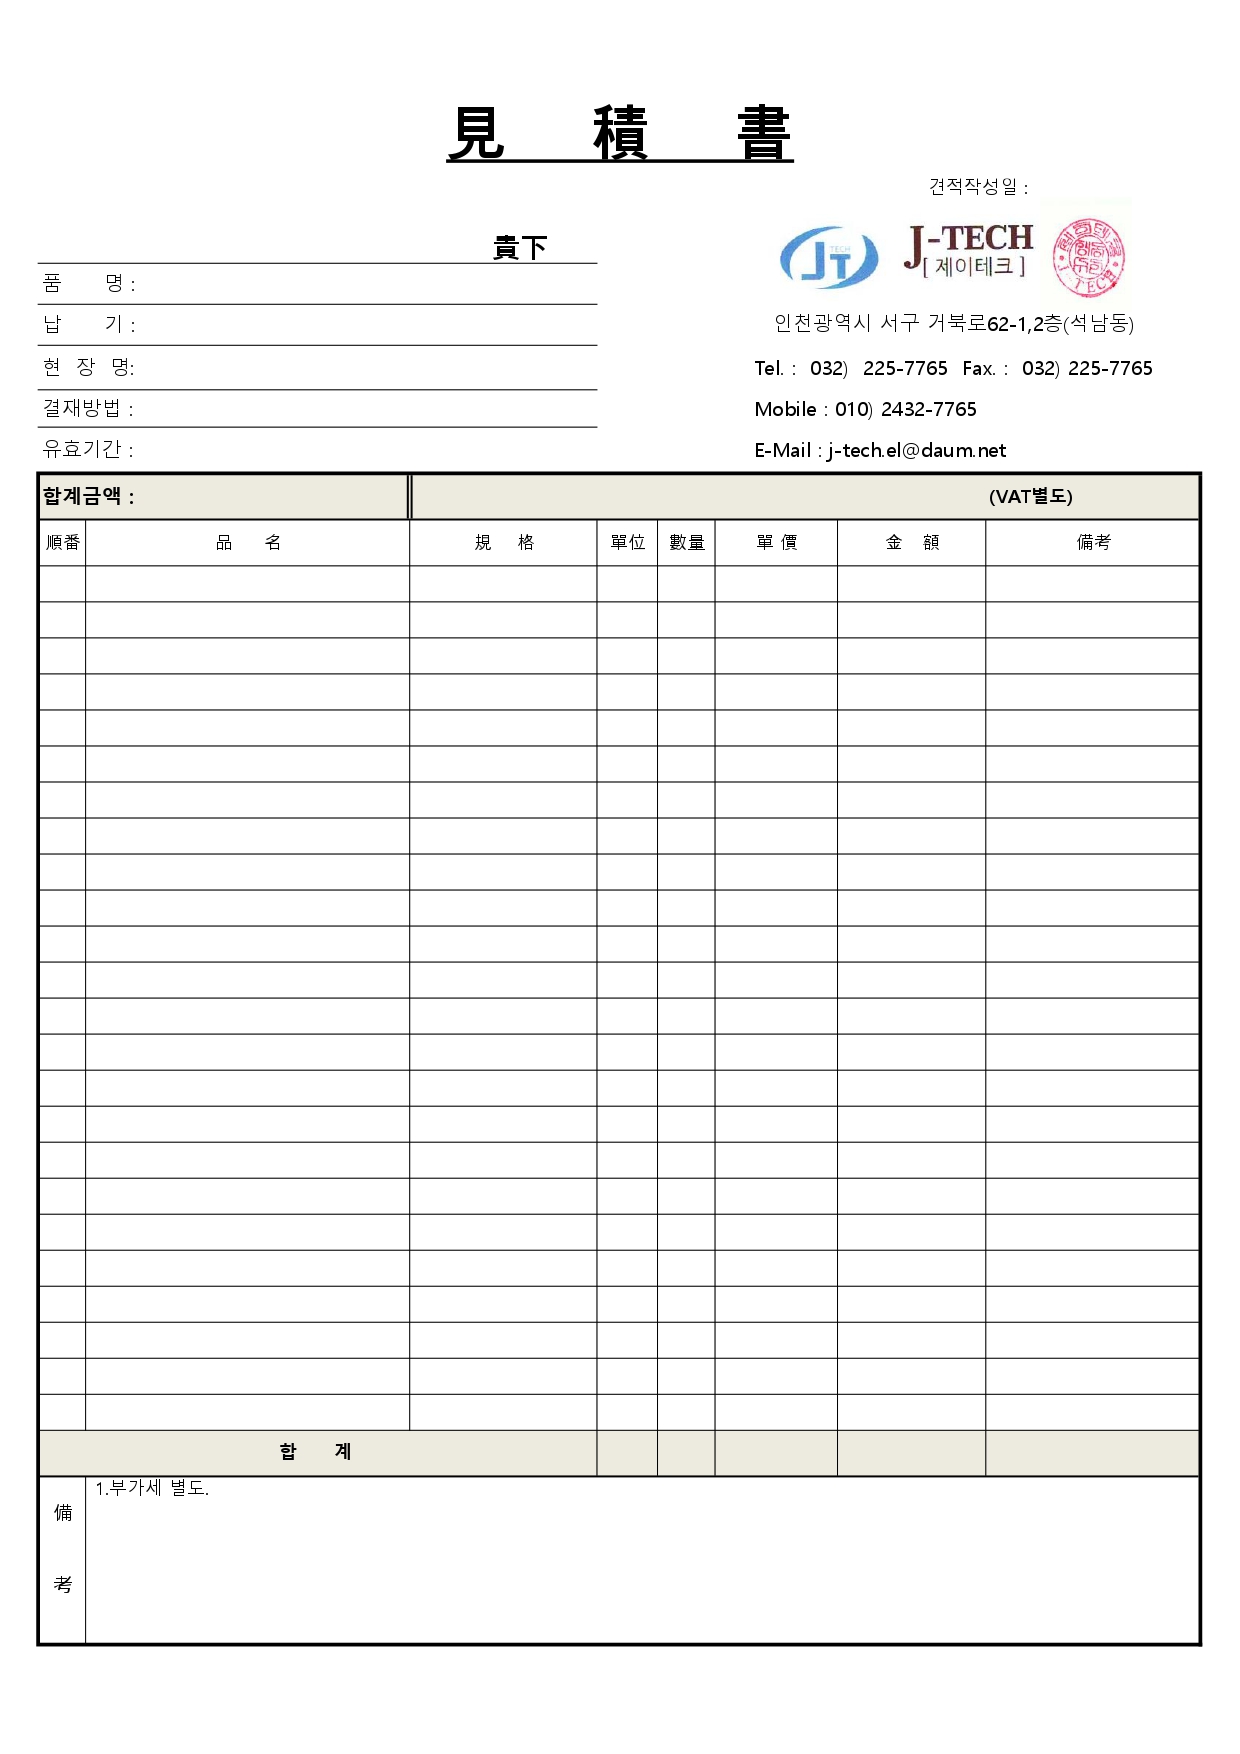 見 積 書
견적작성일 :
貴下
JT TECH
J-TECH
[ 제이테크 ]
품 명 :
납 기 :
인천광역시 서구 거북로62-1,2층(석남동)
현 장 명:
Tel. : 032) 225-7765 Fax. : 032) 225-7765
결재방법 :
Mobile : 010) 2432-7765
유효기간 :
E-Mail : j-tech.el@daum.net
합계금액 :
(VAT별도)
順番 品 名 規 格 單位 數量 單 價 金 額 備考
합 계
備 考
1.부가세 별도.